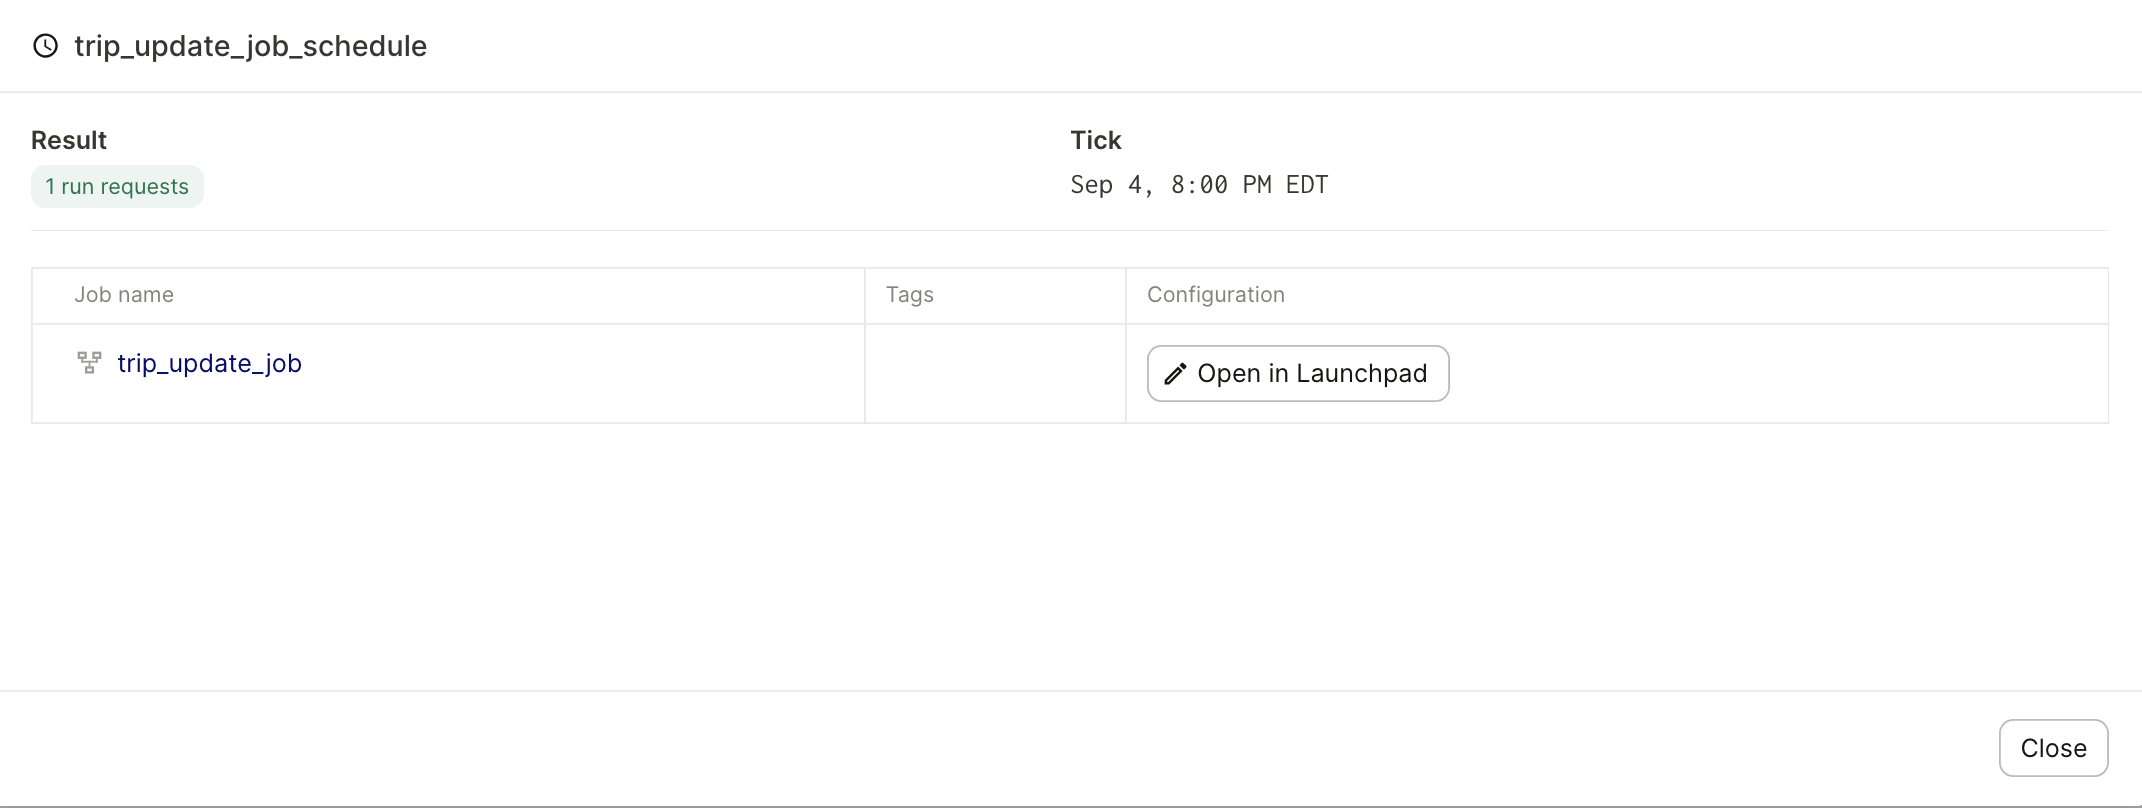 trip_update_job_schedule
Result
Tick
1 run requests
Sep 4, 8:00 PM EDT
Job name
Tags
Configuration
trip_update_job
Open in Launchpad
Close